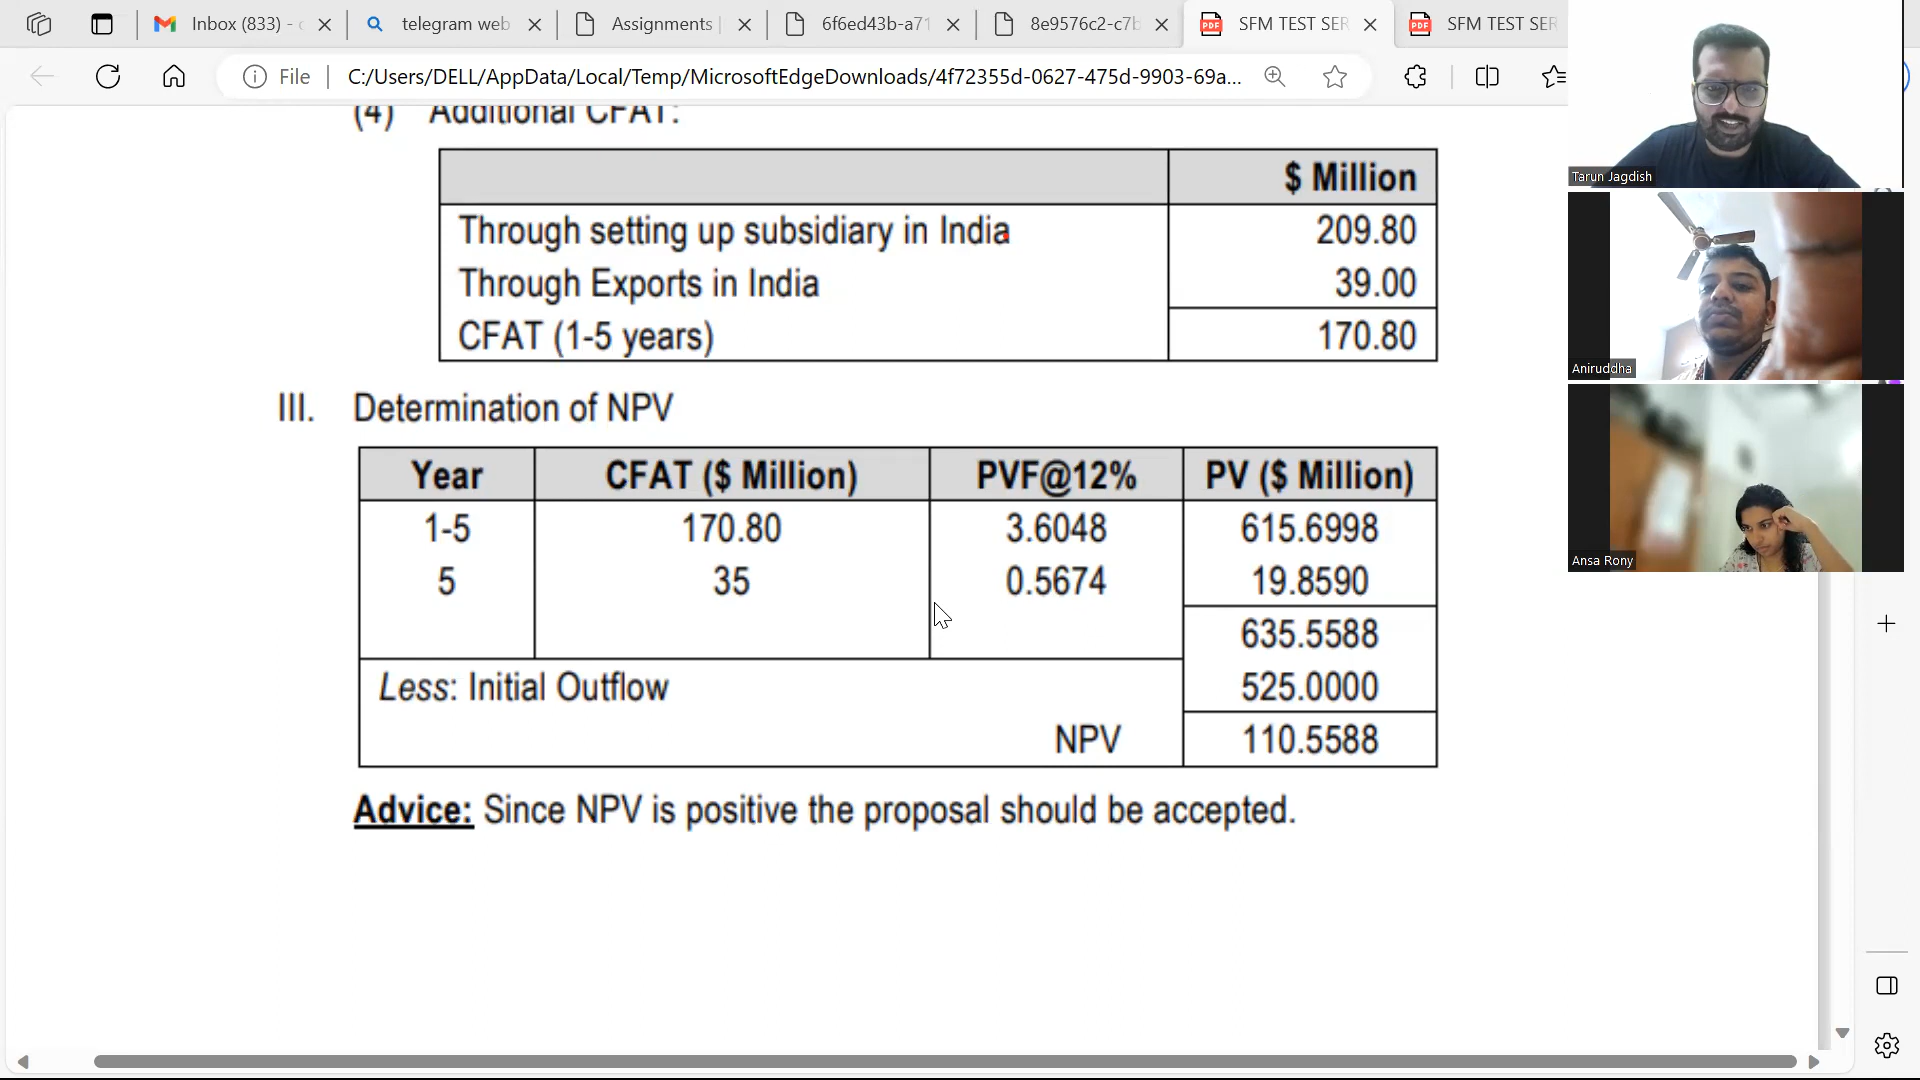 Inbox (833) - c
telegram web
Assignments |
6f6ed43b-a71
8e9576c2-c7b
SFM TEST SER
SFM TEST SER
File
C:/Users/DELL/AppData/Local/Temp/MicrosoftEdgeDownloads/4f72355d-0627-475d-9903-69a...
(4) Additional CFAT:
$ Million
Through setting up subsidiary in India 209.80
Through Exports in India 39.00
CFAT (1-5 years) 170.80
III. Determination of NPV
Year CFAT ($ Million) PVF@12% PV ($ Million)
1-5 170.80 3.6048 615.6998
5 35 0.5674 19.8590
635.5588
Less: Initial Outflow 525.0000
NPV 110.5588
Advice: Since NPV is positive the proposal should be accepted.
Tarun Jagdish
Aniruddha
Ansa Rony